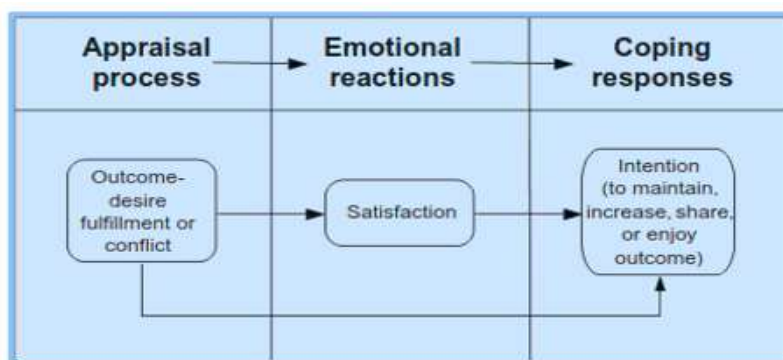 Appraisal
process
Emotional
reactions
Coping
responses
Outcome-
desire
fulfillment or
conflict
Satisfaction
Intention
(to maintain,
increase, share,
or enjoy
outcome)